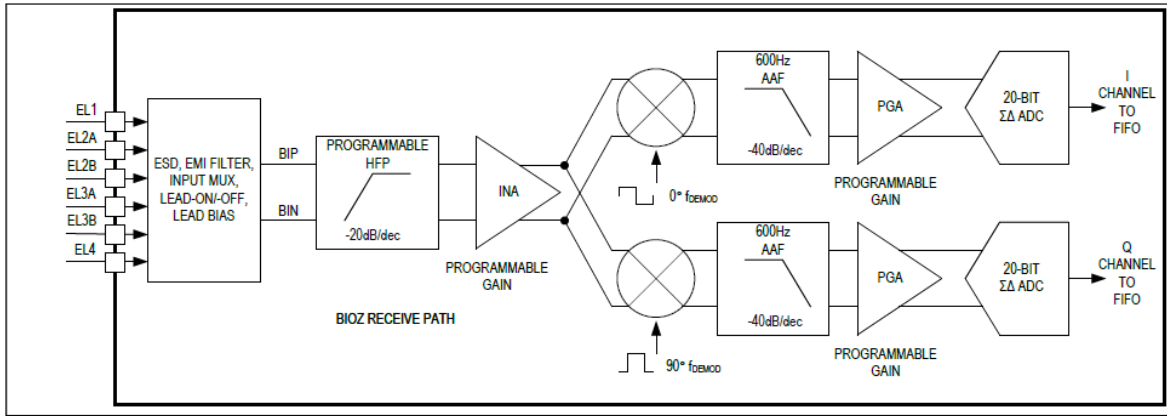 EL1
EL2A
EL2B
EL3A
EL3B
EL4
ESD, EMI FILTER,
INPUT MUX,
LEAD-ON/-OFF,
LEAD BIAS
BIP
BIN
PROGRAMMABLE
HFP
-20dB/dec
INA
PROGRAMMABLE
GAIN
BIOZ RECEIVE PATH
0° fDEMOD
600Hz
AAF
-40dB/dec
PGA
PROGRAMMABLE
GAIN
20-BIT
ΣΔ ADC
I
CHANNEL
TO
FIFO
90° fDEMOD
600Hz
AAF
-40dB/dec
PGA
PROGRAMMABLE
GAIN
20-BIT
ΣΔ ADC
Q
CHANNEL
TO
FIFO